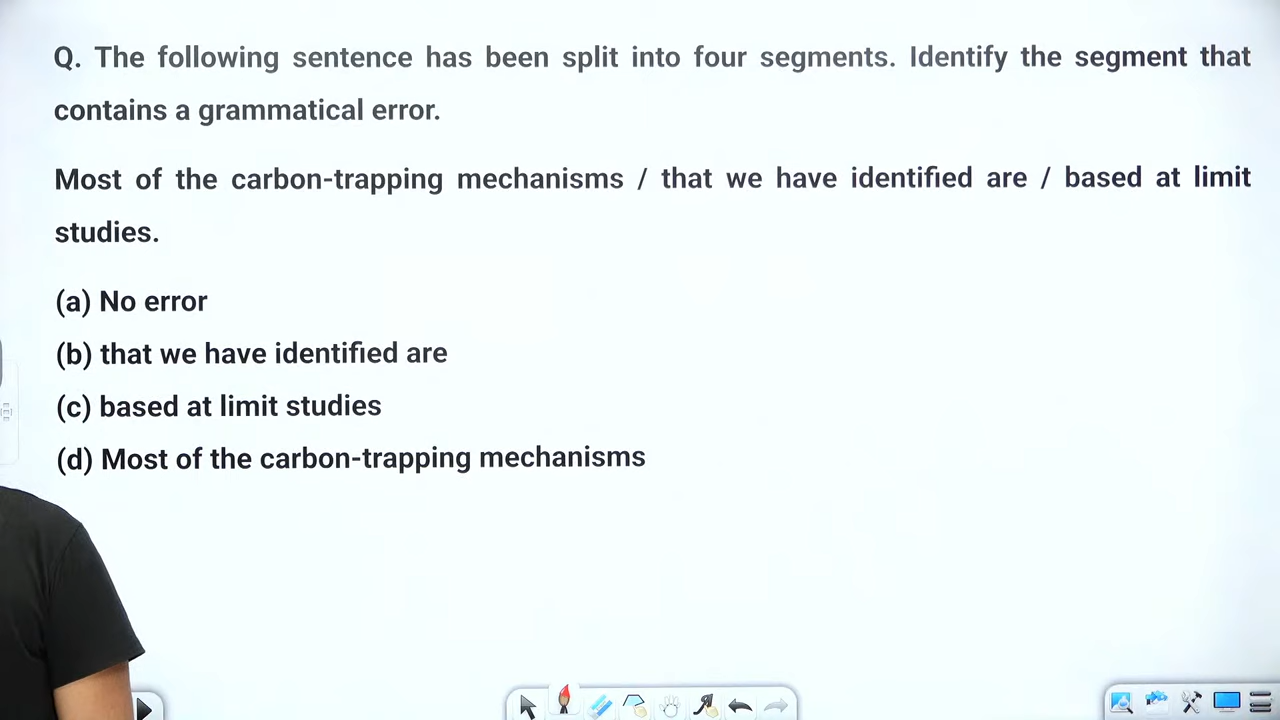 Q. The following sentence has been split into four segments. Identify the segment that
contains a grammatical error.
Most of the carbon-trapping mechanisms / that we have identified are / based at limit
studies.
(a) No error
(b) that we have identified are
(c) based at limit studies
(d) Most of the carbon-trapping mechanisms